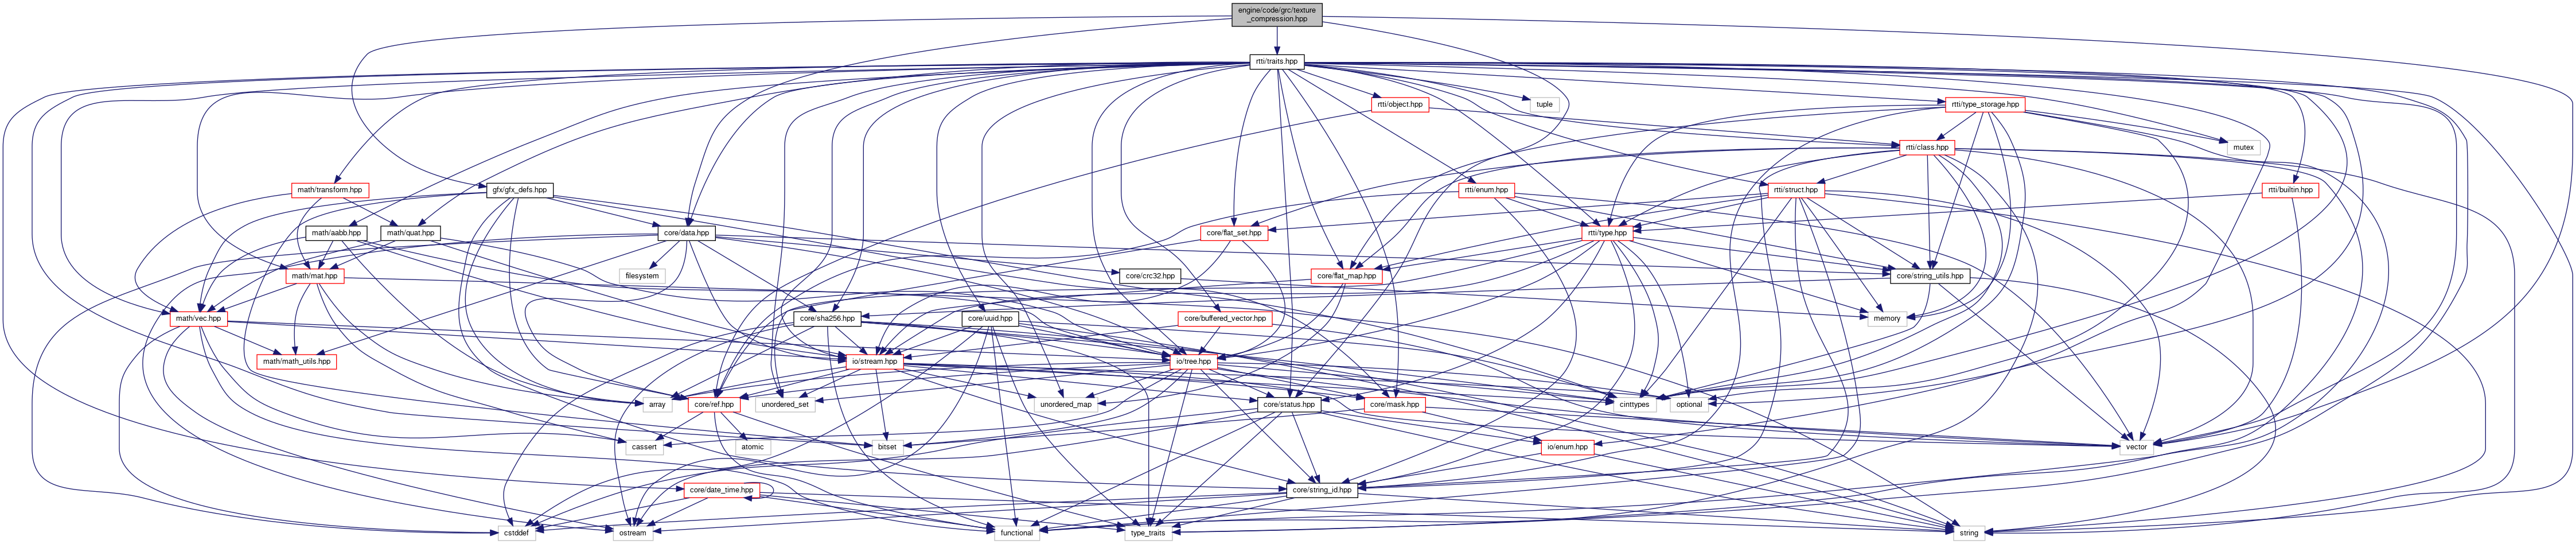 engine/code/grc/texture
_compression.hpp
rtti/traits.hpp
rtti/object.hpp
tuple
rtti/type_storage.hpp
mutex
rtti/class.hpp
math/transform.hpp
gfx/gfx_defs.hpp
rtti/enum.hpp
rtti/struct.hpp
rtti/builtin.hpp
math/aabb.hpp
math/quat.hpp
core/data.hpp
core/flat_set.hpp
rtti/type.hpp
math/mat.hpp
filesystem
core/crc32.hpp
core/flat_map.hpp
core/string_utils.hpp
math/vec.hpp
core/sha256.hpp
core/uuid.hpp
core/buffered_vector.hpp
memory
math/math_utils.hpp
io/stream.hpp
io/tree.hpp
array
core/ref.hpp
unordered_set
unordered_map
core/status.hpp
core/mask.hpp
cinttypes
optional
cassert
atomic
bitset
io/enum.hpp
vector
core/date_time.hpp
core/string_id.hpp
cstddef
ostream
functional
type_traits
string